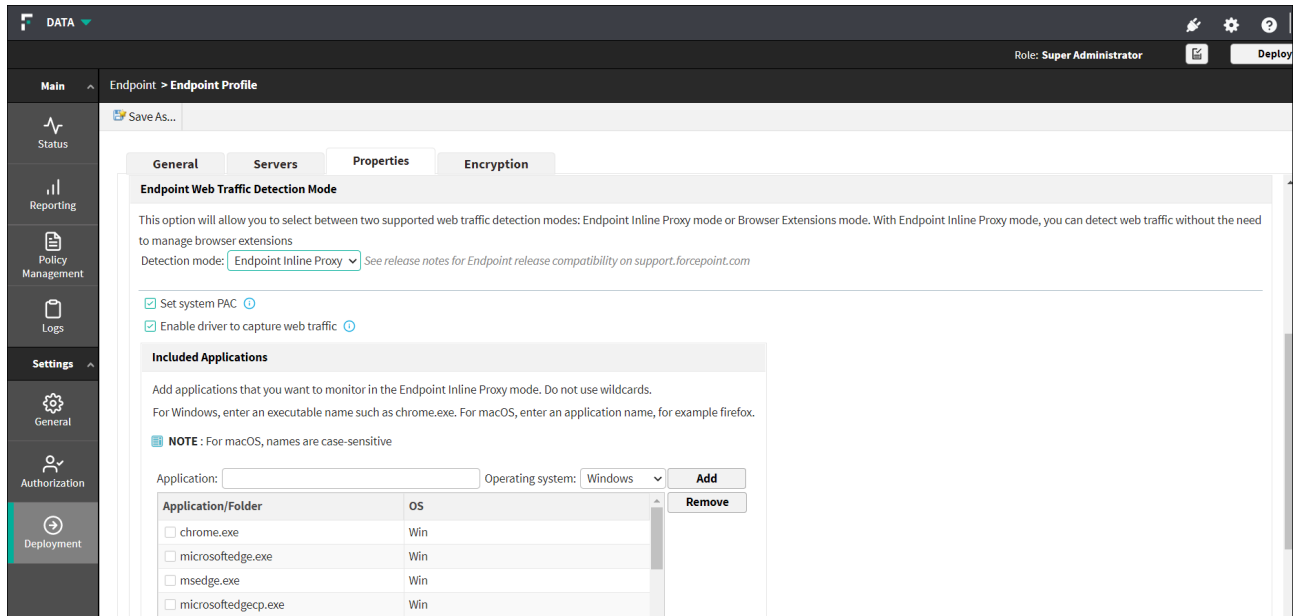 DATA
Role: Super Administrator
Deploy
Main
Endpoint > Endpoint Profile
Save As...
Status
Reporting
Policy
Management
Logs
Settings
General
Authorization
Deployment
General
Servers
Properties
Encryption
Endpoint Web Traffic Detection Mode
This option will allow you to select between two supported web traffic detection modes: Endpoint Inline Proxy mode or Browser Extensions mode. With Endpoint Inline Proxy mode, you can detect web traffic without the need
to manage browser extensions
Detection mode: Endpoint Inline Proxy See release notes for Endpoint release compatibility on support.forcepoint.com
Set system PAC
Enable driver to capture web traffic
Included Applications
Add applications that you want to monitor in the Endpoint Inline Proxy mode. Do not use wildcards.
For Windows, enter an executable name such as chrome.exe. For macOS, enter an application name, for example firefox.
NOTE : For macOS, names are case-sensitive
Application: Operating system: Windows Add
Remove
Application/Folder OS
chrome.exe Win
microsoftedge.exe Win
msedge.exe Win
microsoftedgecp.exe Win